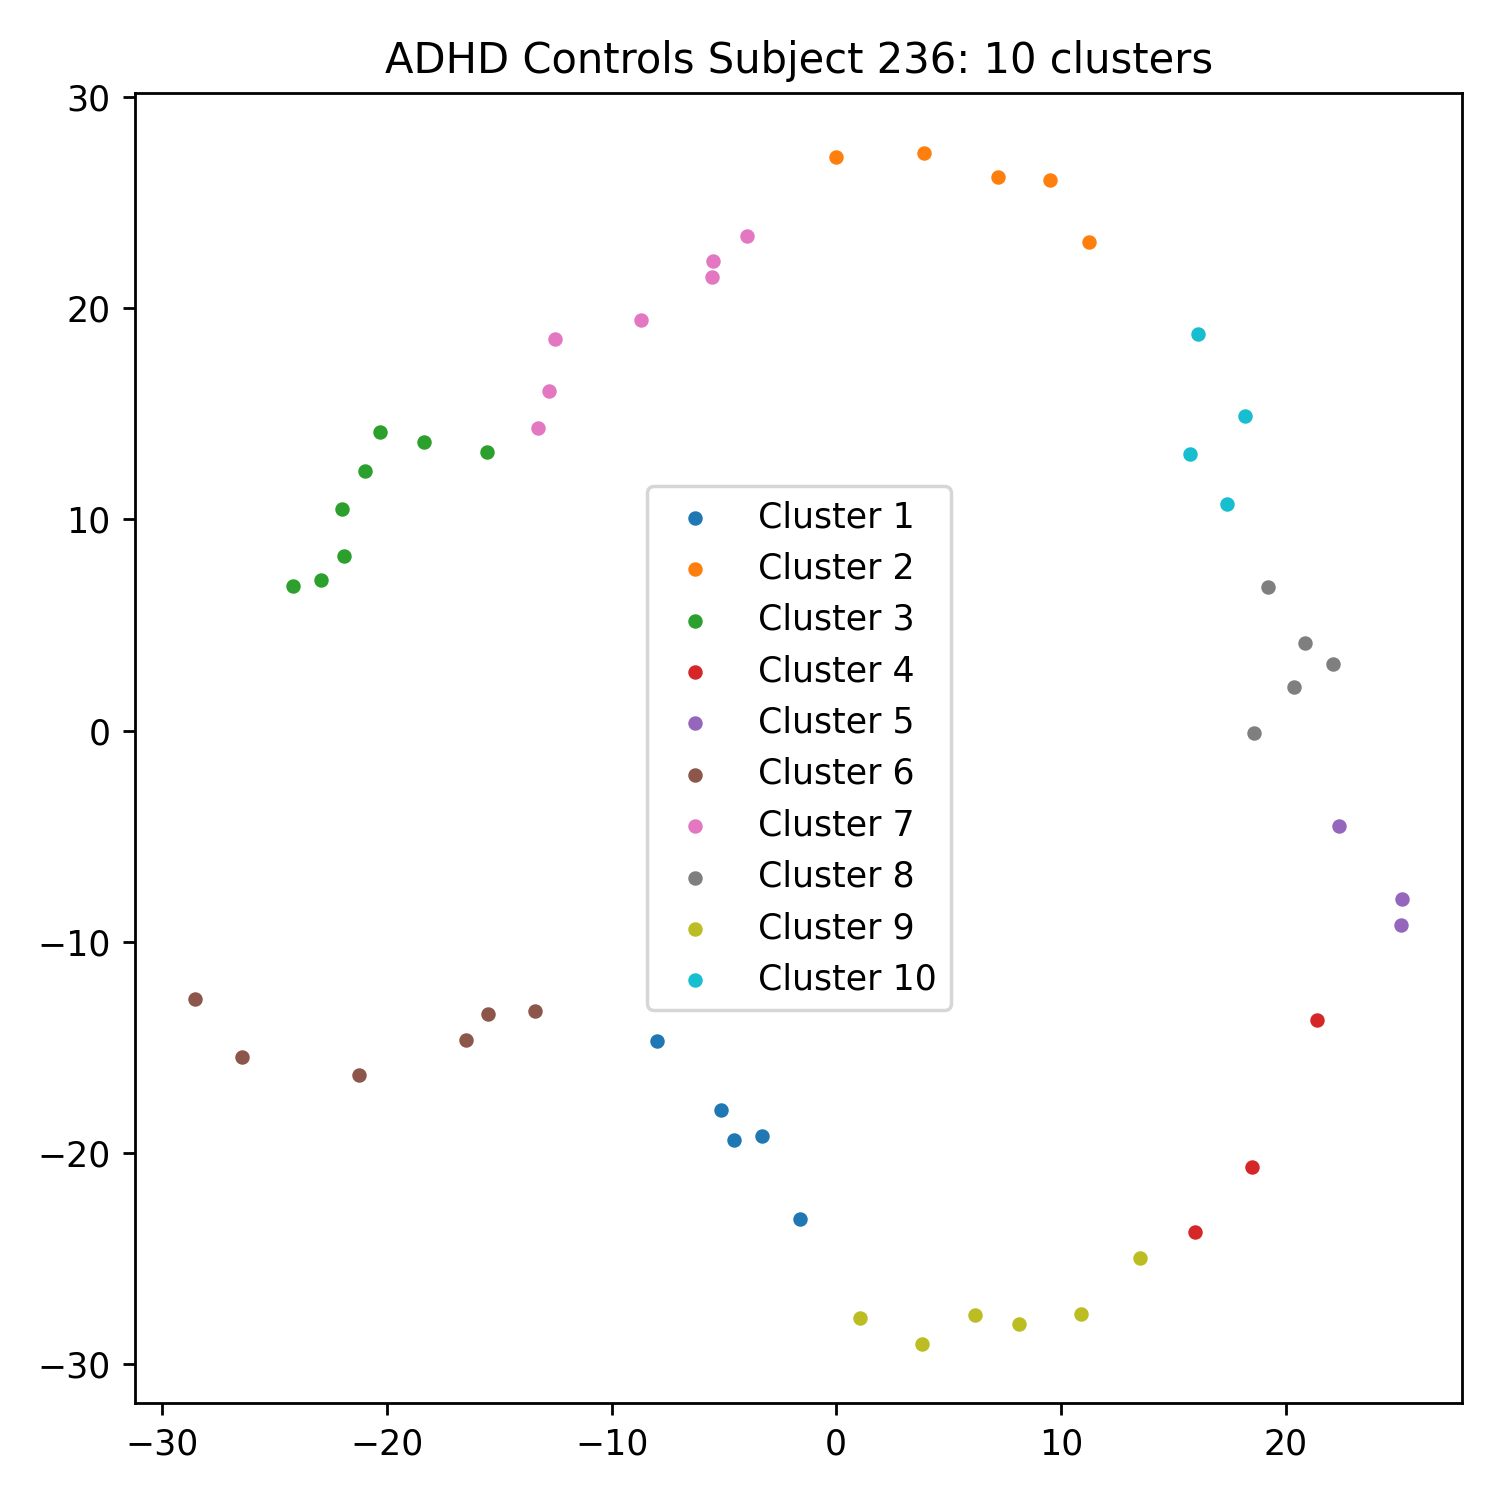 ADHD Controls Subject 236: 10 clusters
30
20
10
0
−10
−20
−30
Cluster 1
Cluster 2
Cluster 3
Cluster 4
Cluster 5
Cluster 6
Cluster 7
Cluster 8
Cluster 9
Cluster 10
−30 −20 −10 0 10 20